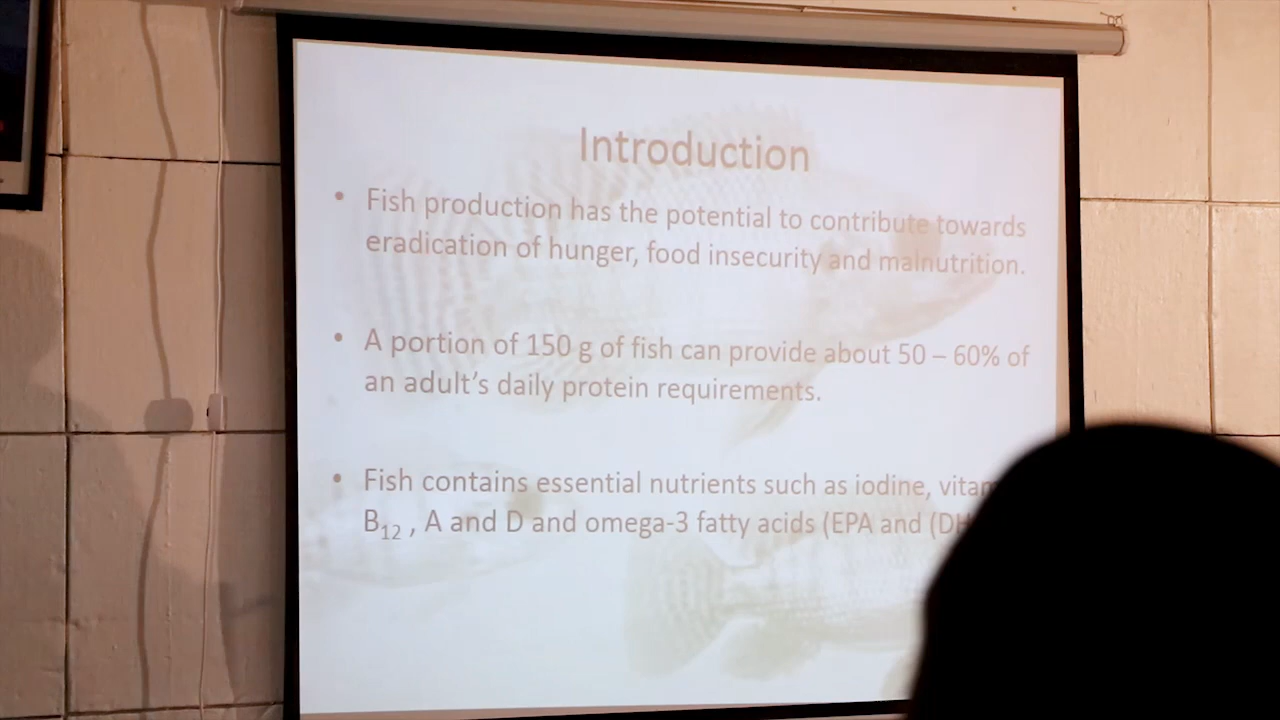 Introduction
• Fish production has the potential to contribute towards
eradication of hunger, food insecurity and malnutrition.
• A portion of 150 g of fish can provide about 50 – 60% of
an adult’s daily protein requirements.
• Fish contains essential nutrients such as iodine,
B12 , A and D and omega-3 fatty acids (EPA and